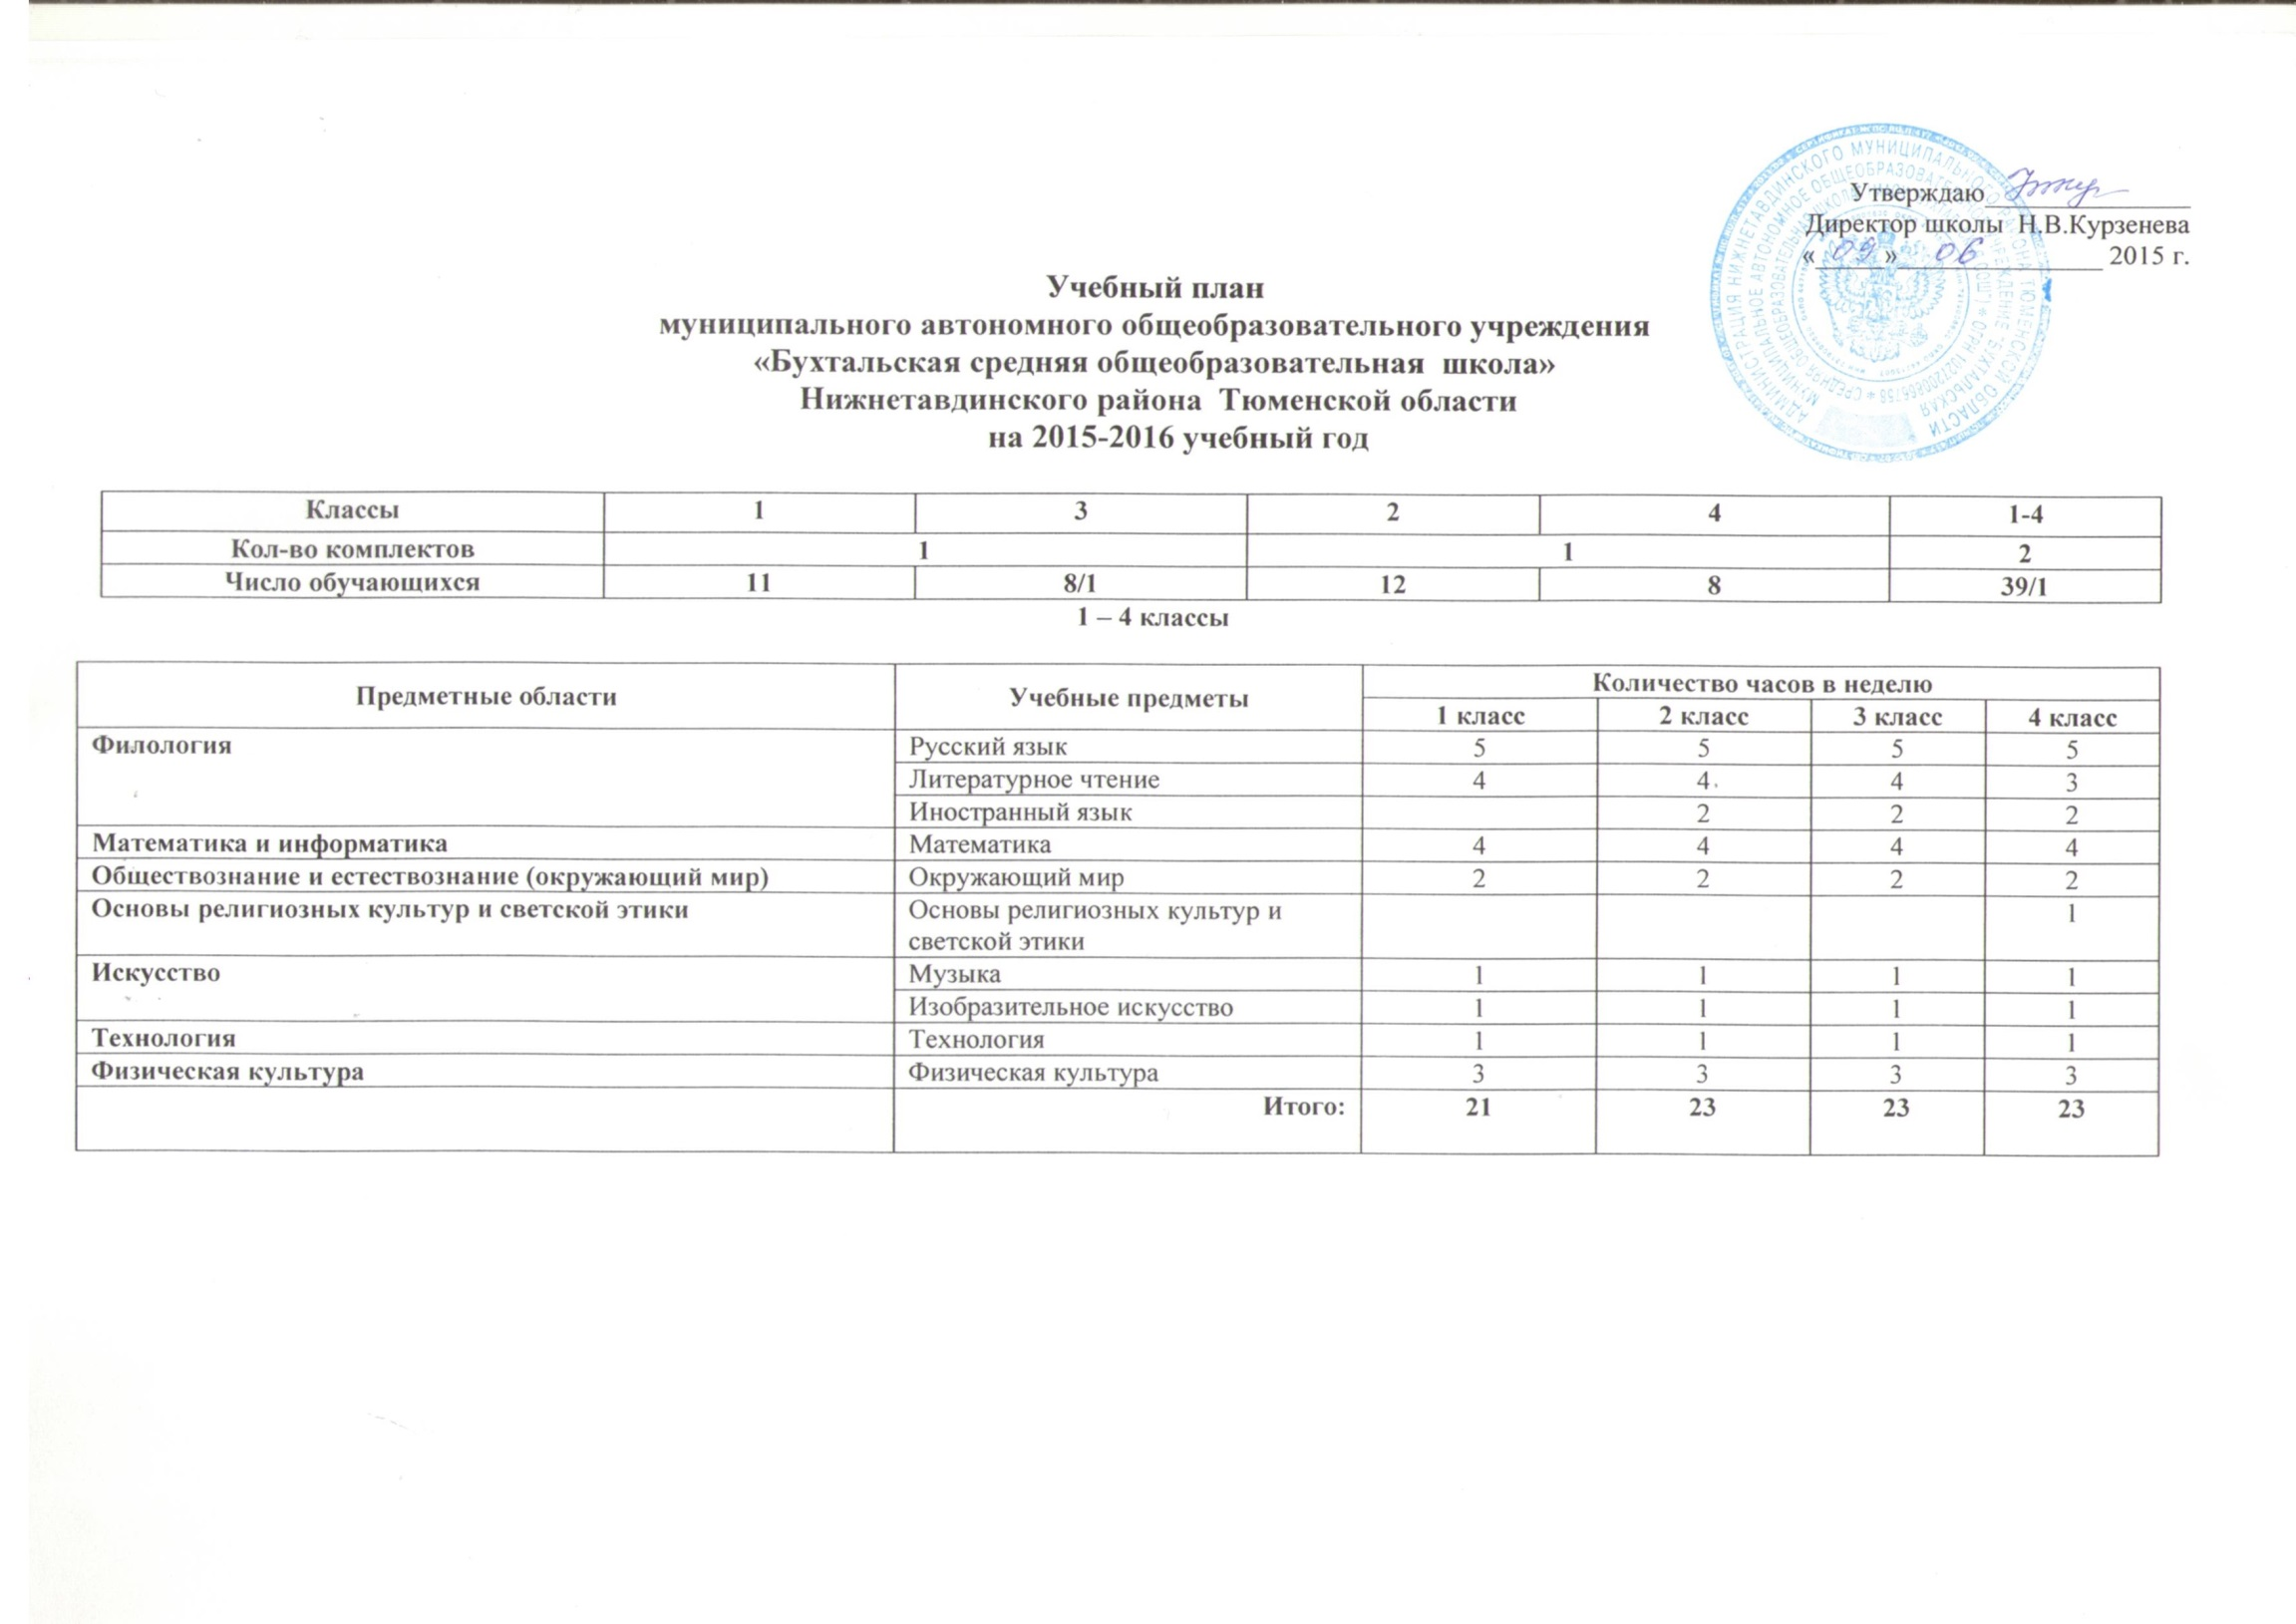 Утверждаю
Директор школы Н.В.Курзенева
« 09 » 06 2015 г.
Учебный план
муниципального автономного общеобразовательного учреждения
«Бухтальская средняя общеобразовательная школа»
Нижнетавдинского района Тюменской области
на 2015-2016 учебный год
Классы 1 3 2 4 1-4
Кол-во комплектов 1 1 2
Число обучающихся 11 8/1 12 8 39/1
1 – 4 классы
Предметные области Учебные предметы Количество часов в неделю
1 класс 2 класс 3 класс 4 класс
Филология Русский язык 5 5 5 5
Литературное чтение 4 4 4 3
Иностранный язык 2 2 2
Математика и информатика Математика 4 4 4 4
Обществознание и естествознание (окружающий мир) Окружающий мир 2 2 2 2
Основы религиозных культур и светской этики Основы религиозных культур и 1
светской этики
Искусство Музыка 1 1 1 1
Изобразительное искусство 1 1 1 1
Технология Технология 1 1 1 1
Физическая культура Физическая культура 3 3 3 3
Итого: 21 23 23 23
АДМИНИСТРАЦИЯ НИЖНЕТАВДИНСКОГО МУНИЦИПАЛЬНОГО РАЙОНА ТЮМЕНСКОЙ ОБЛАСТИ